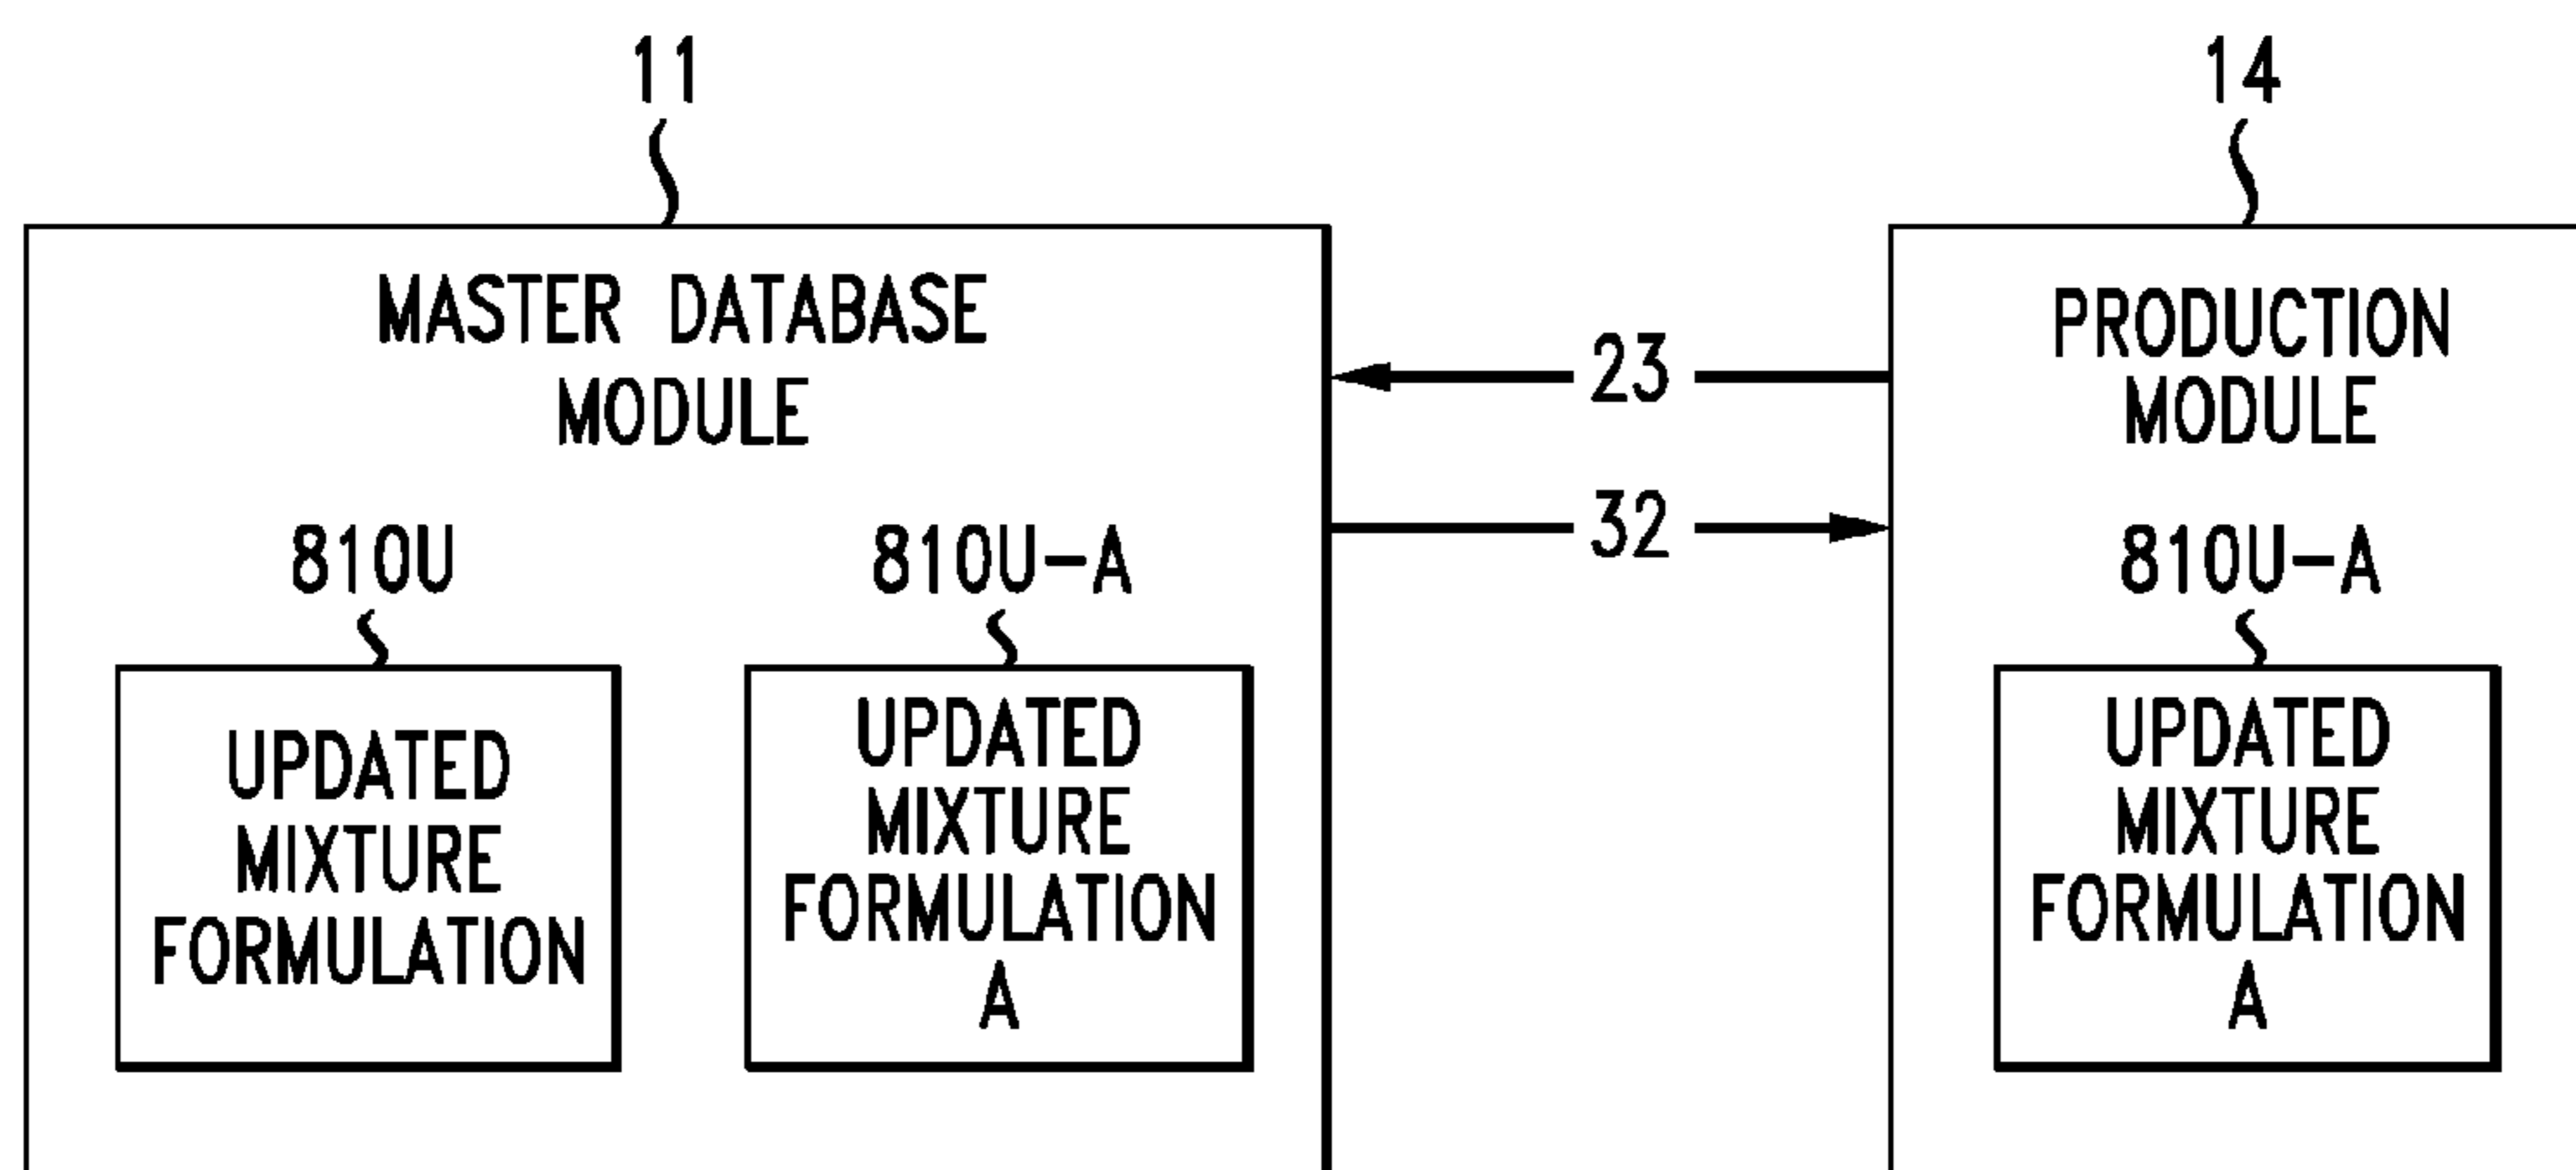 11
14
MASTER DATABASE
MODULE
PRODUCTION
MODULE
23
32
810U
810U-A
810U-A
UPDATED
MIXTURE
FORMULATION
UPDATED
MIXTURE
FORMULATION
A
UPDATED
MIXTURE
FORMULATION
A